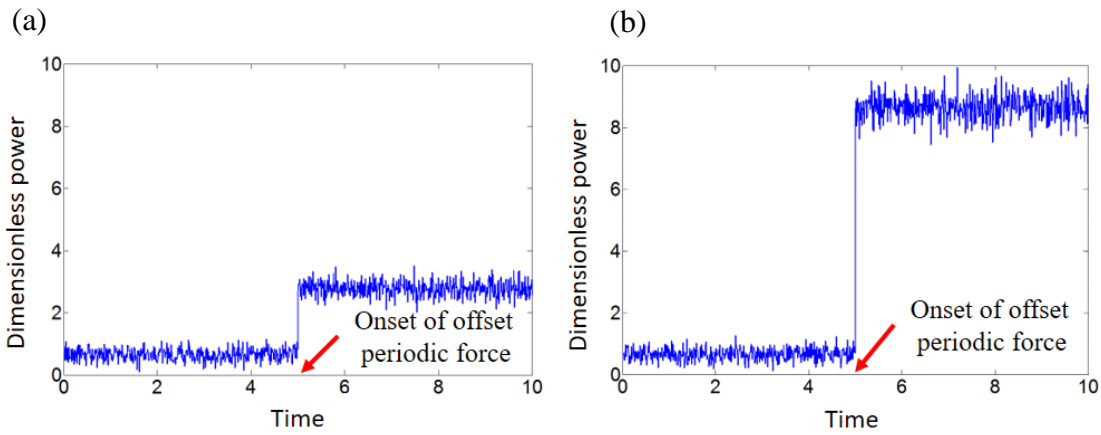 (a)
(b)
Dimensionless power
10
8
6
4
2
0
0 2 4 6 8 10
Time
Onset of offset
periodic force
Dimensionless power
10
8
6
4
2
0
0 2 4 6 8 10
Time
Onset of offset
periodic force